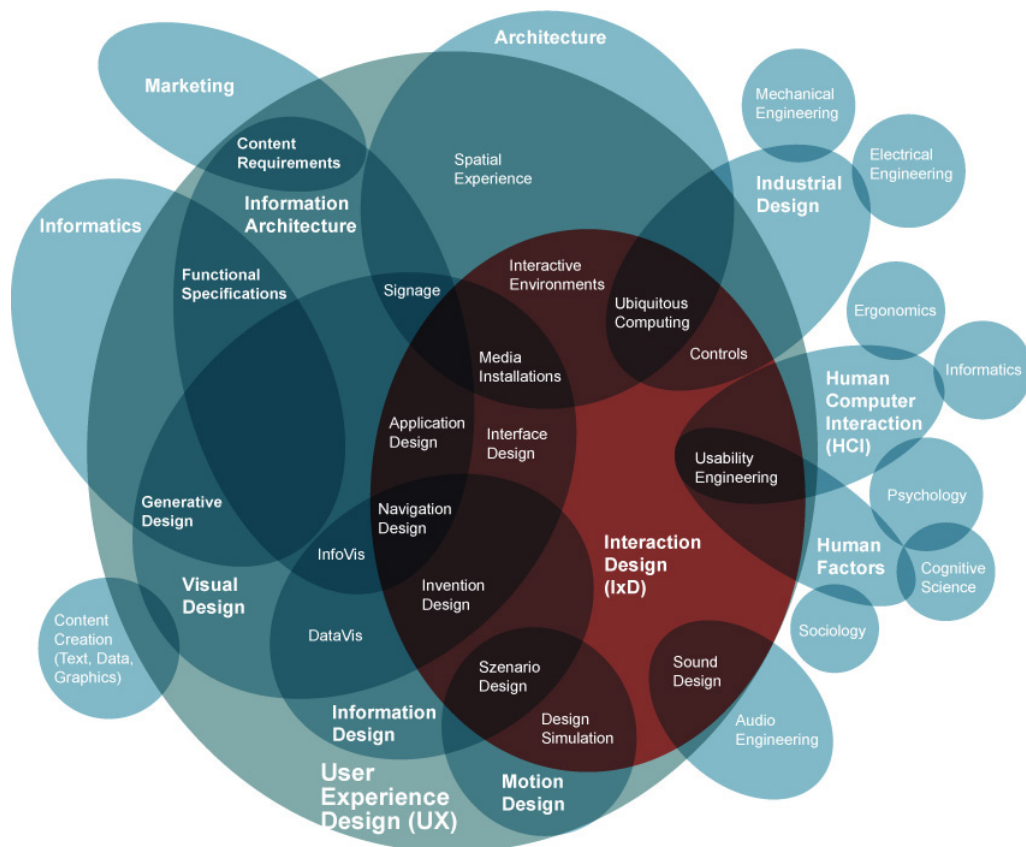 Architecture
Marketing
Mechanical
Engineering
Content
Requirements
Spatial
Experience
Electrical
Engineering
Industrial
Design
Information
Architecture
Informatics
Functional
Specifications
Signage
Interactive
Environments
Ubiquitous
Computing
Ergonomics
Controls
Media
Installations
Informatics
Human
Computer
Interaction
(HCI)
Application
Design
Interface
Design
Usability
Engineering
Psychology
Generative
Design
Navigation
Design
InfoVis
Interaction
Design
(IxD)
Human
Factors
Cognitive
Science
Visual
Design
Invention
Design
Content
Creation
(Text, Data,
Graphics)
DataVis
Sociology
Szenario
Design
Sound
Design
Information
Design
Design
Simulation
Audio
Engineering
User
Experience
Design (UX)
Motion
Design